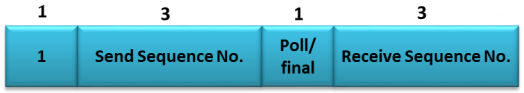 1 3 1 3
1 Send Sequence No. Poll/ final Receive Sequence No.